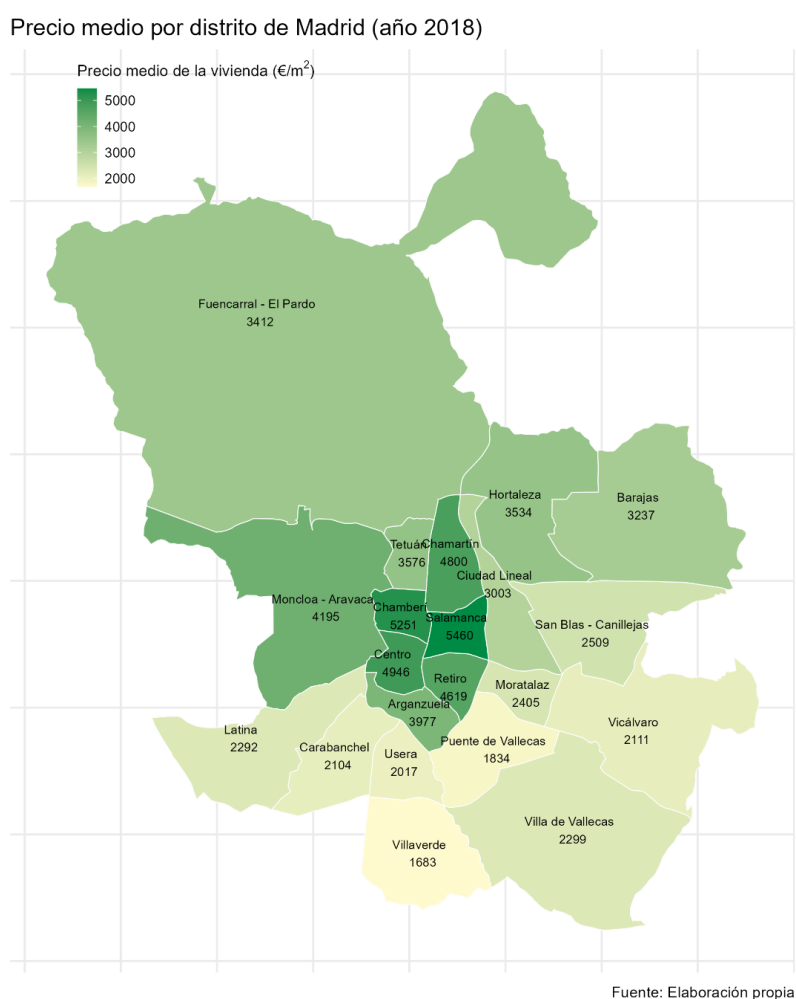 Precio medio por distrito de Madrid (año 2018)
Precio medio de la vivienda (€/m²)
5000
4000
3000
2000
Fuencarral - El Pardo
3412
Hortaleza
3534
Barajas
3237
Tetuán
3576
Chamartín
4800
Ciudad Lineal
3003
Moncloa - Aravaca
4195
Chamberí
5251
Salamanca
5460
San Blas - Canillejas
2509
Centro
4946
Retiro
4619
Moratalaz
2405
Arganzuela
3977
Vicálvaro
2111
Latina
2292
Carabanchel
2104
Usera
2017
Puente de Vallecas
1834
Villa de Vallecas
2299
Villaverde
1683
Fuente: Elaboración propia